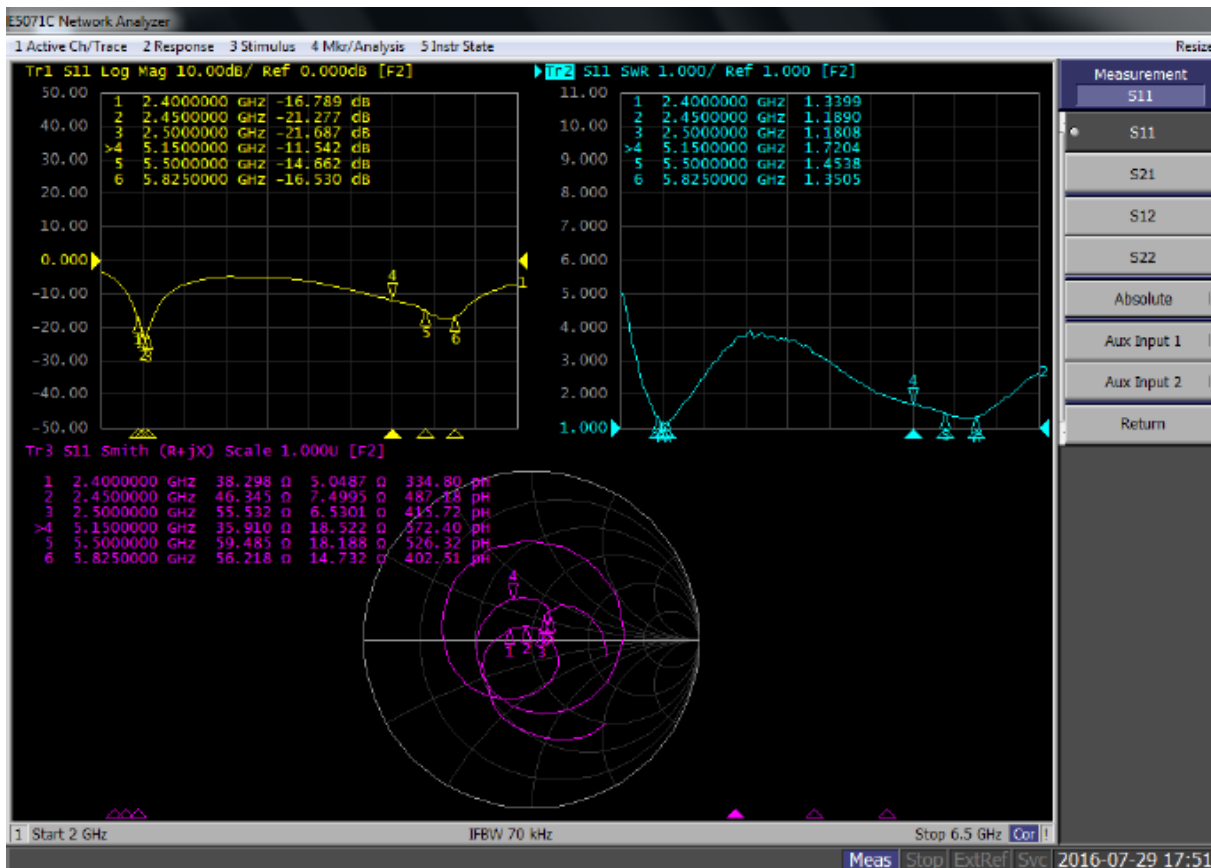 E5071C Network Analyzer
1 Active Ch/Trace 2 Response 3 Stimulus 4 Mkr/Analysis 5 Instr State Resize
Tr1 S11 Log Mag 10.00dB/ Ref 0.000dB [F2]
50.00
40.00
30.00
20.00
10.00
0.000
-10.00
-20.00
-30.00
-40.00
-50.00
1 2.4000000 GHz -16.789 dB
2 2.4500000 GHz -21.277 dB
3 2.5000000 GHz -21.687 dB
>4 5.1500000 GHz -11.542 dB
5 5.5000000 GHz -14.662 dB
6 5.8250000 GHz -16.530 dB
4
1
1
2
3
5
6
Tr2 S11 SWR 1.000/ Ref 1.000 [F2]
11.00
10.00
9.000
8.000
7.000
6.000
5.000
4.000
3.000
2.000
1.000
1 2.4000000 GHz 1.3399
2 2.4500000 GHz 1.1890
3 2.5000000 GHz 1.1808
>4 5.1500000 GHz 1.7204
5 5.5000000 GHz 1.4538
6 5.8250000 GHz 1.3505
4
2
Tr3 S11 Smith (R+jX) Scale 1.000U [F2]
1 2.4000000 GHz 38.298 Ω 5.0487 Ω 334.80 pH
2 2.4500000 GHz 46.345 Ω 7.4995 Ω 487.18 pH
3 2.5000000 GHz 55.532 Ω 6.5301 Ω 415.72 pH
>4 5.1500000 GHz 35.910 Ω 18.522 Ω 572.40 pH
5 5.5000000 GHz 59.485 Ω 18.188 Ω 526.32 pH
6 5.8250000 GHz 56.218 Ω 14.732 Ω 402.51 pH
4
1
2
3
Measurement
S11
S11
S21
S12
S22
Absolute
Aux Input 1
Aux Input 2
Return
1 Start 2 GHz IFBW 70 kHz Stop 6.5 GHz Cor !
Meas Stop ExtRef Svc 2016-07-29 17:51